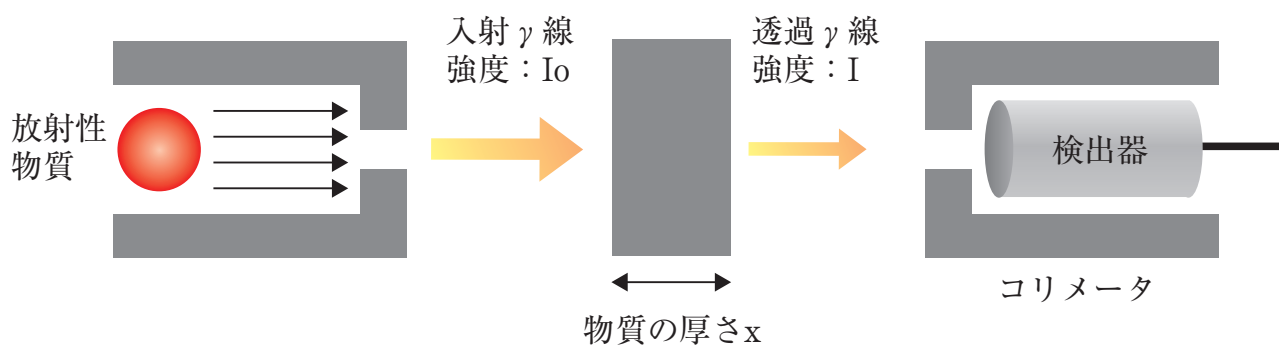 放射性
物質
入射γ線
強度：Io
透過γ線
強度：I
検出器
コリメータ
物質の厚さx